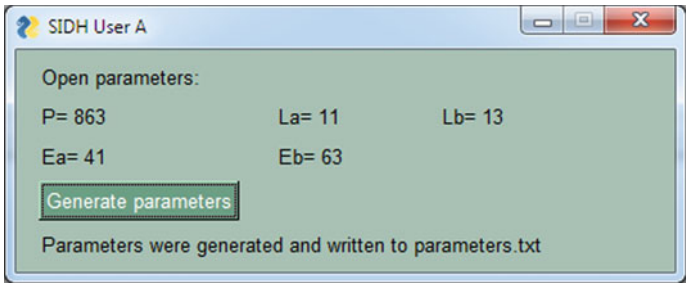 SIDH User A
Open parameters:
P= 863 La= 11 Lb= 13
Ea= 41 Eb= 63
Generate parameters
Parameters were generated and written to parameters.txt